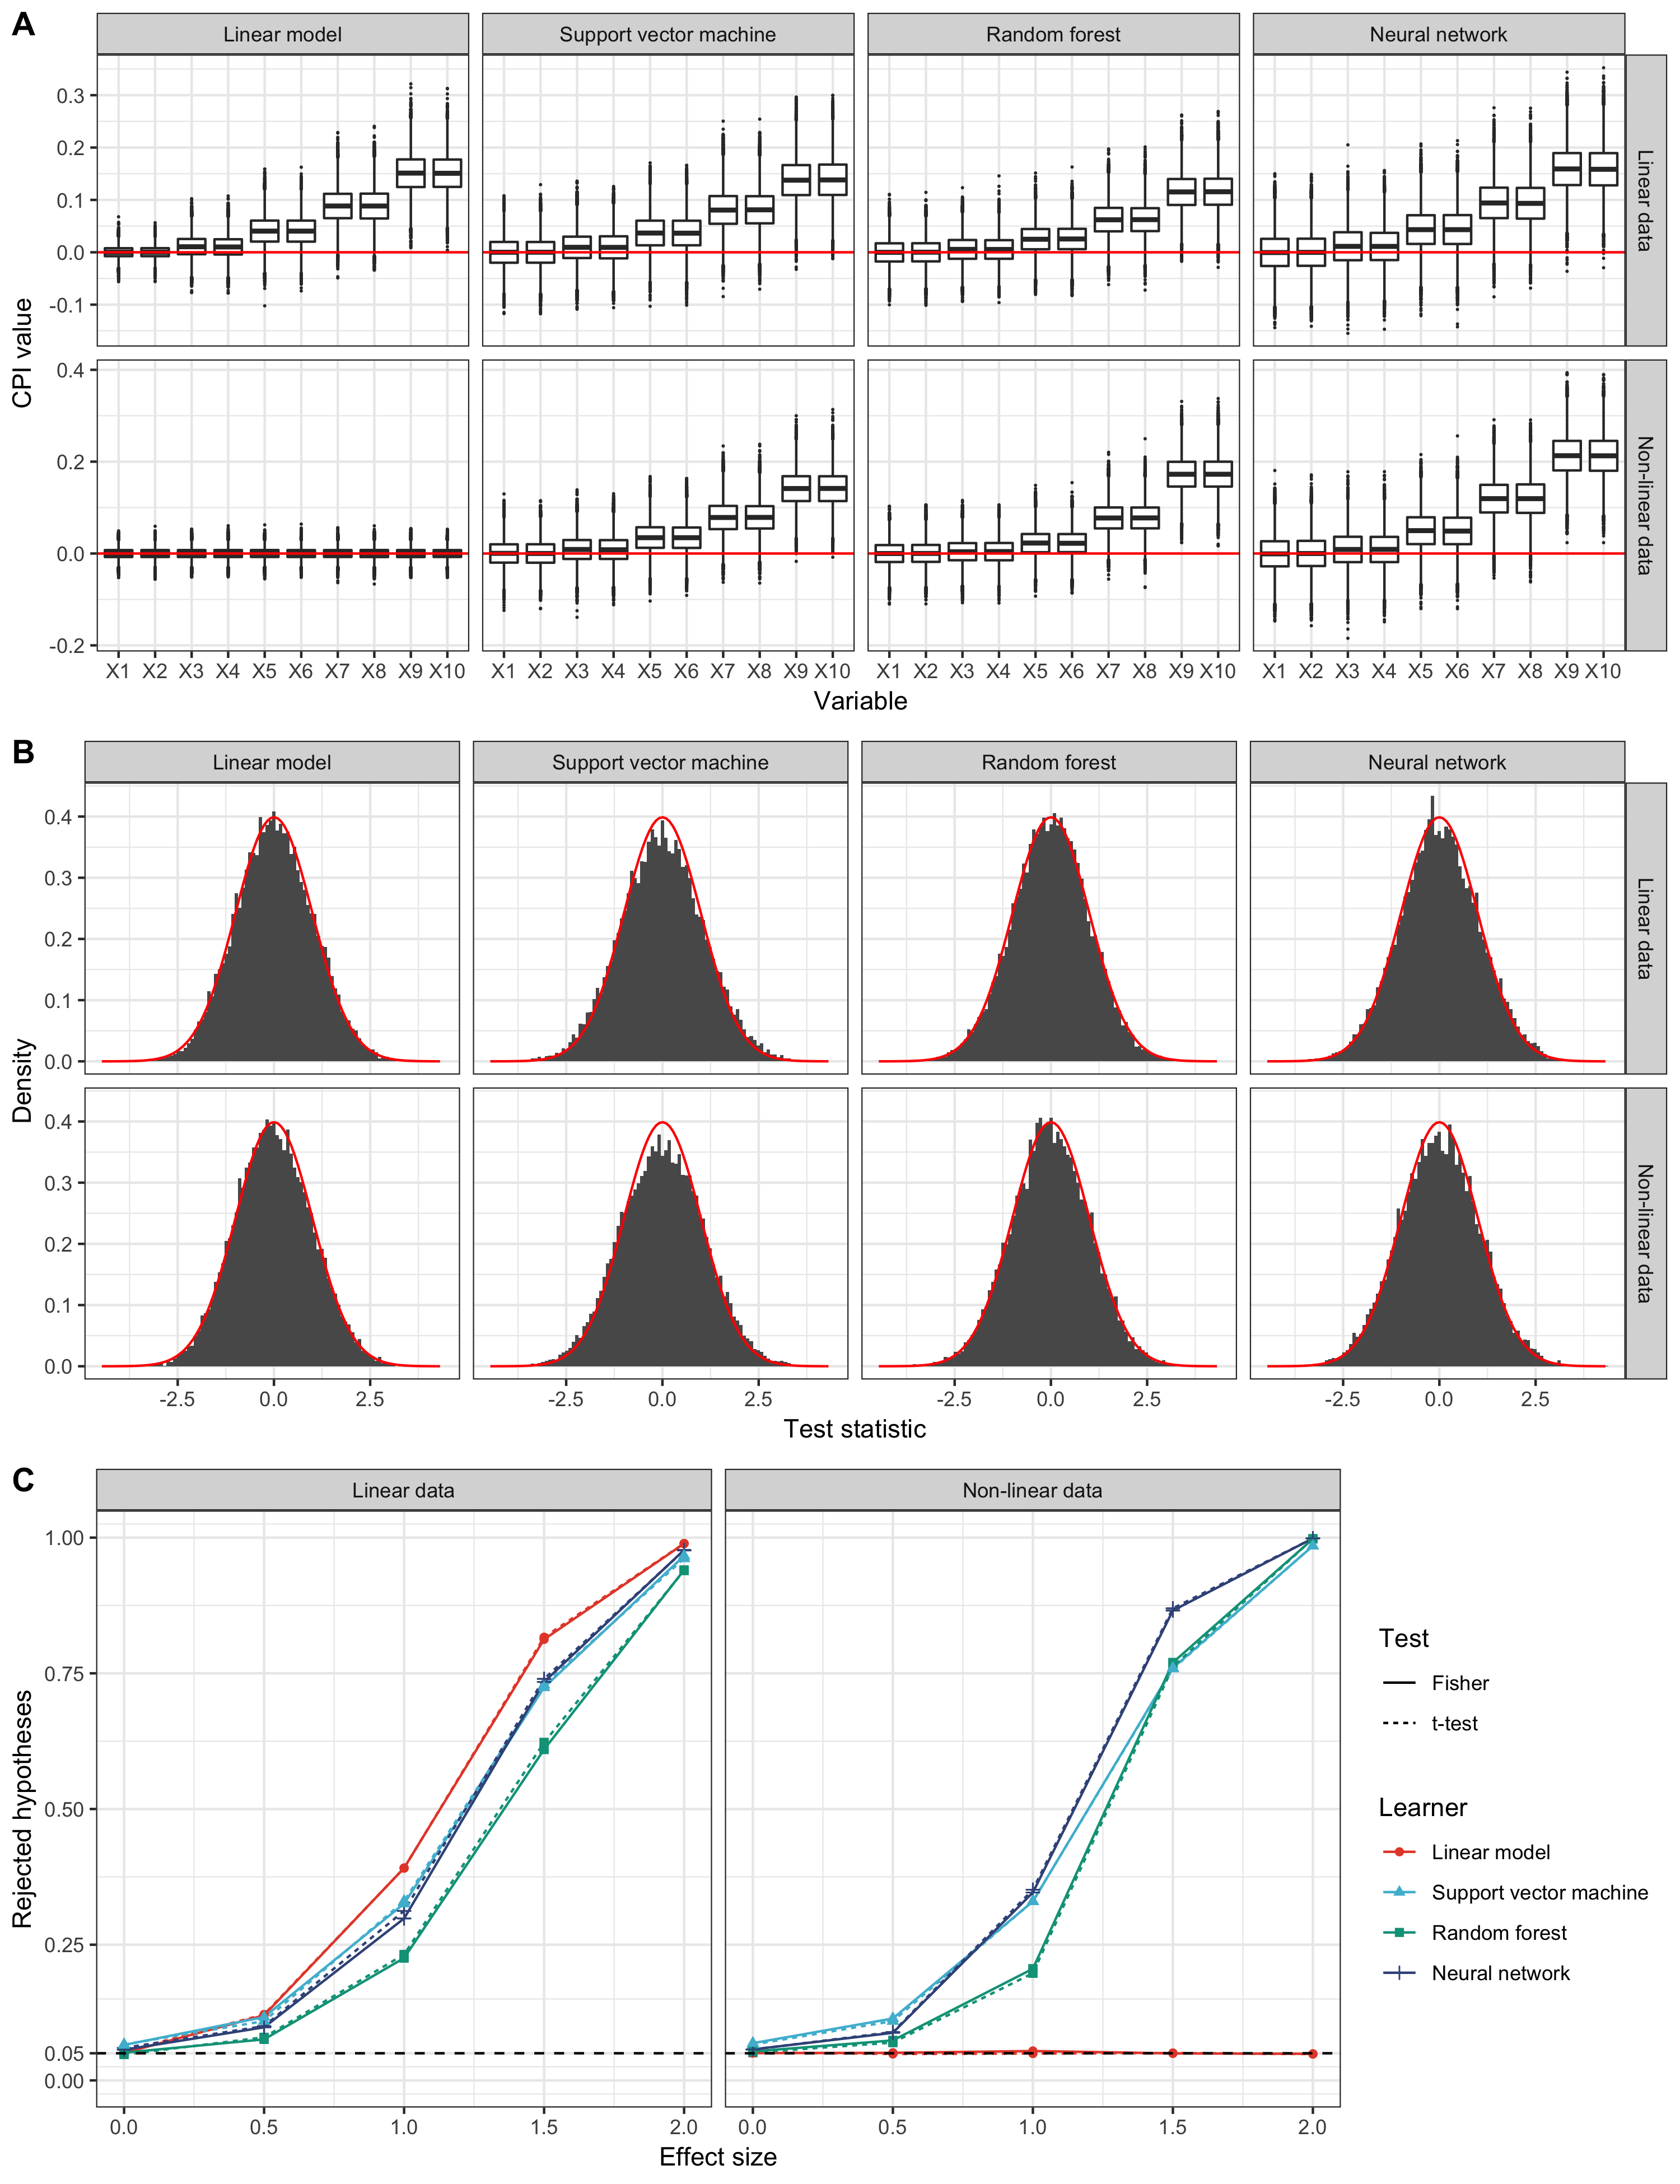 A
Linear model
Support vector machine
Random forest
Neural network
0.3
0.2
0.1
0.0
-0.1
Linear data
CPI value
0.4
0.2
0.0
-0.2
Non-linear data
X1 X2 X3 X4 X5 X6 X7 X8 X9 X10
X1 X2 X3 X4 X5 X6 X7 X8 X9 X10
X1 X2 X3 X4 X5 X6 X7 X8 X9 X10
X1 X2 X3 X4 X5 X6 X7 X8 X9 X10
Variable
B
Linear model
Support vector machine
Random forest
Neural network
0.4
0.3
0.2
0.1
0.0
Linear data
Density
0.4
0.3
0.2
0.1
0.0
Non-linear data
-2.5 0.0 2.5
-2.5 0.0 2.5
-2.5 0.0 2.5
-2.5 0.0 2.5
Test statistic
C
Linear data
Non-linear data
1.00
0.75
0.50
0.25
0.05
0.00
Rejected hypotheses
0.0 0.5 1.0 1.5 2.0
0.0 0.5 1.0 1.5 2.0
Effect size
Test
Fisher
t-test
Learner
Linear model
Support vector machine
Random forest
Neural network